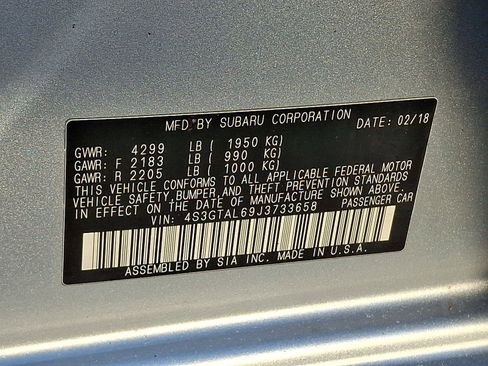 MFD. BY SUBARU CORPORATION DATE: 02/18
GVWR: 4299 LB ( 1950 KG)
GAWR: F 2183 LB ( 990 KG)
GAWR: R 2205 LB ( 1000 KG)
THIS VEHICLE CONFORMS TO ALL APPLICABLE FEDERAL MOTOR
VEHICLE SAFETY, BUMPER, AND THEFT PREVENTION STANDARDS
IN EFFECT ON THE DATE OF MANUFACTURE SHOWN ABOVE.
VIN: 4S3GTAL69J3733658 PASSENGER CAR
ASSEMBLED BY SIA INC. MADE IN U.S.A.